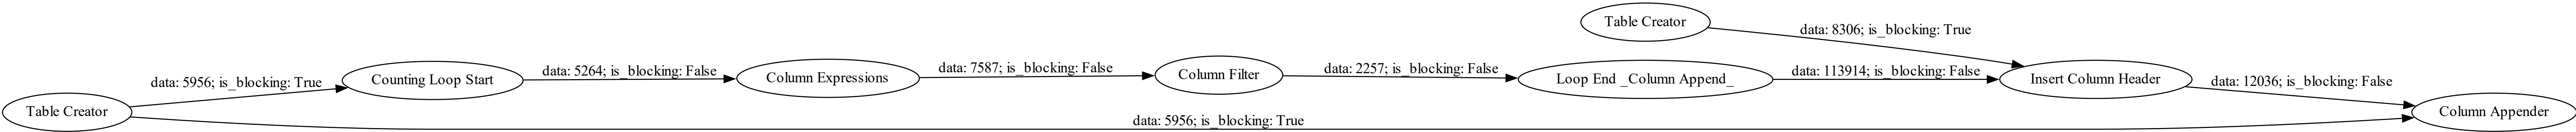 Table Creator
data: 8306; is_blocking: True
data: 5956; is_blocking: True
Counting Loop Start
data: 5264; is_blocking: False
Column Expressions
data: 7587; is_blocking: False
Column Filter
data: 2257; is_blocking: False
Loop End _Column Append_
data: 113914; is_blocking: False
Insert Column Header
data: 12036; is_blocking: False
Table Creator
data: 5956; is_blocking: True
Column Appender